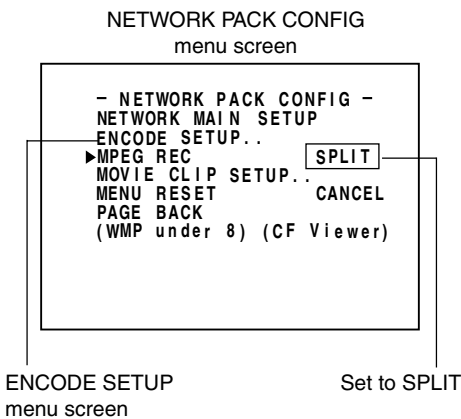 NETWORK PACK CONFIG
menu screen
– NETWORK PACK CONFIG –
NETWORK MAIN SETUP
ENCODE SETUP..
▶MPEG REC SPLIT
MOVIE CLIP SETUP..
MENU RESET CANCEL
PAGE BACK
(WMP under 8) (CF Viewer)
ENCODE SETUP
menu screen
Set to SPLIT